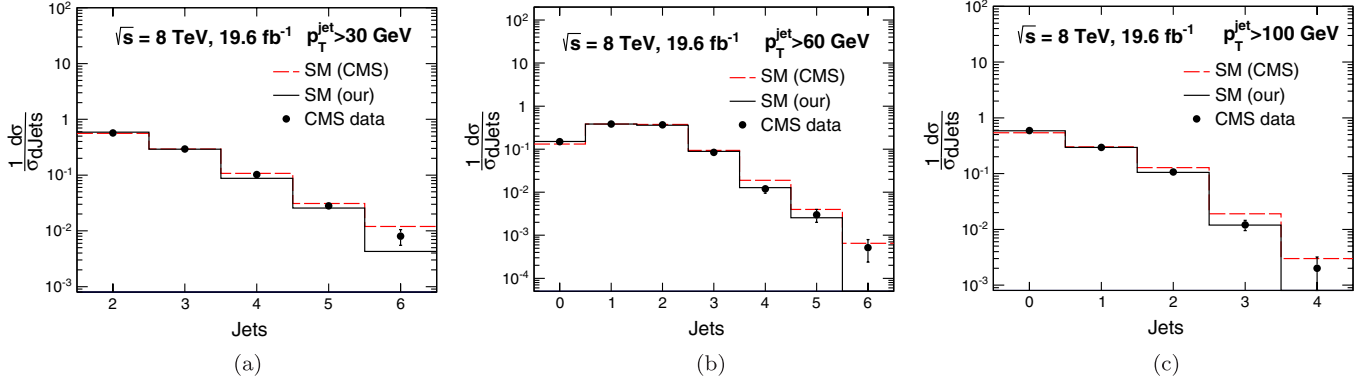 10²
10
1
10⁻¹
10⁻²
10⁻³
1/σ dσ/dJets
√s = 8 TeV, 19.6 fb⁻¹ p_T^jet>30 GeV
SM (CMS)
SM (our)
CMS data
2 3 4 5 6
Jets
(a)
10²
10
1
10⁻¹
10⁻²
10⁻³
10⁻⁴
1/σ dσ/dJets
√s = 8 TeV, 19.6 fb⁻¹ p_T^jet>60 GeV
SM (CMS)
SM (our)
CMS data
0 1 2 3 4 5 6
Jets
(b)
10²
10
1
10⁻¹
10⁻²
10⁻³
1/σ dσ/dJets
√s = 8 TeV, 19.6 fb⁻¹ p_T^jet>100 GeV
SM (CMS)
SM (our)
CMS data
0 1 2 3 4
Jets
(c)